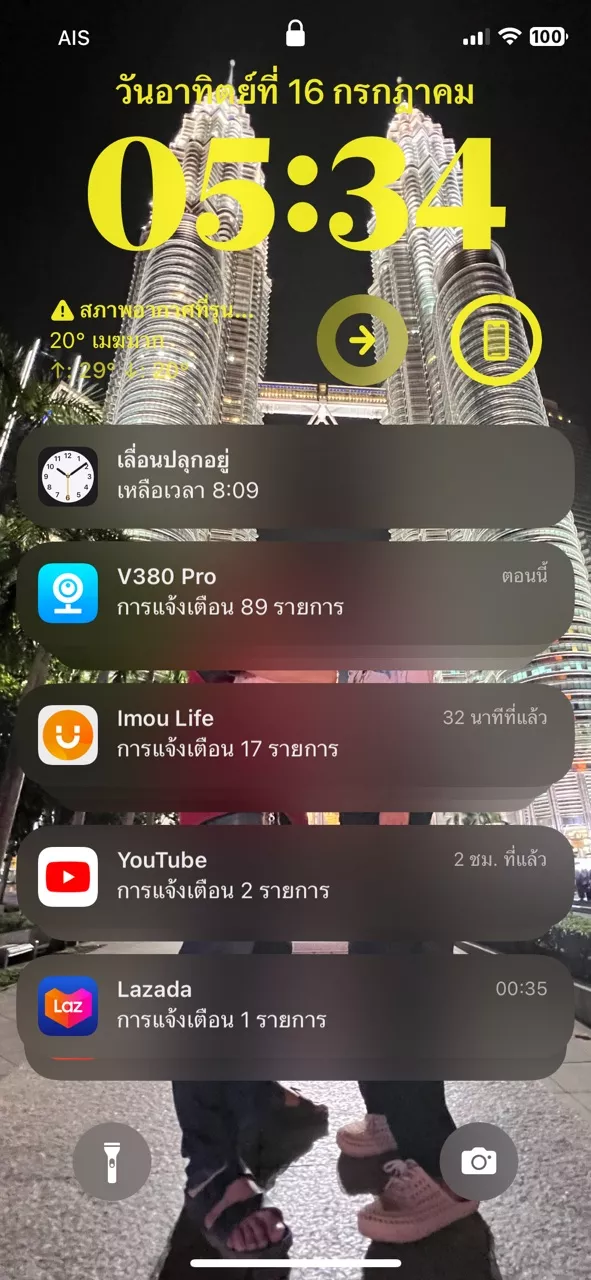 AIS
100
วันอาทิตย์ที่ 16 กรกฎาคม
05:34
สภาพอากาศที่รุน...
20° เมฆมาก
↑: 29° ↓: 20°
เลื่อนปลุกอยู่
เหลือเวลา 8:09
V380 Pro
ตอนนี้
การแจ้งเตือน 89 รายการ
Imou Life
32 นาทีที่แล้ว
การแจ้งเตือน 17 รายการ
YouTube
2 ชม. ที่แล้ว
การแจ้งเตือน 2 รายการ
Laz
Lazada
00:35
การแจ้งเตือน 1 รายการ